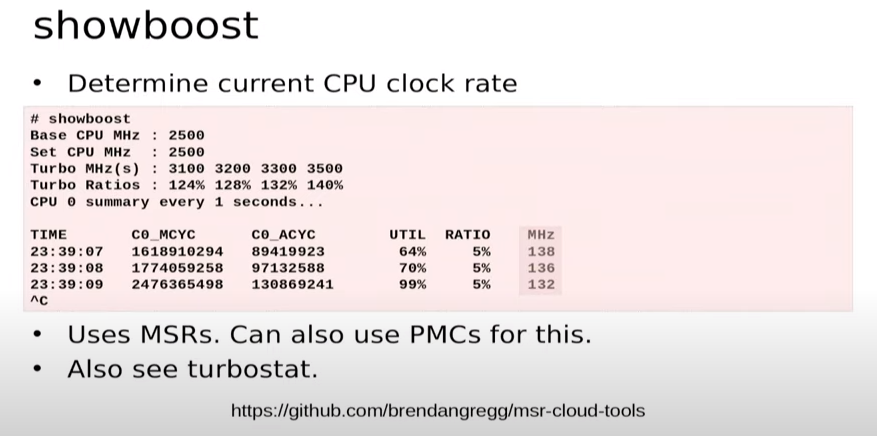 showboost
• Determine current CPU clock rate
# showboost
Base CPU MHz : 2500
Set CPU MHz  : 2500
Turbo MHz(s) : 3100 3200 3300 3500
Turbo Ratios : 124% 128% 132% 140%
CPU 0 summary every 1 seconds...
TIME C0_MCYC C0_ACYC UTIL RATIO MHz
23:39:07 1618910294 89419923 64% 5% 138
23:39:08 1774059258 97132588 70% 5% 136
23:39:09 2476365498 130869241 99% 5% 132
^C
• Uses MSRs. Can also use PMCs for this.
• Also see turbostat.
https://github.com/brendangregg/msr-cloud-tools